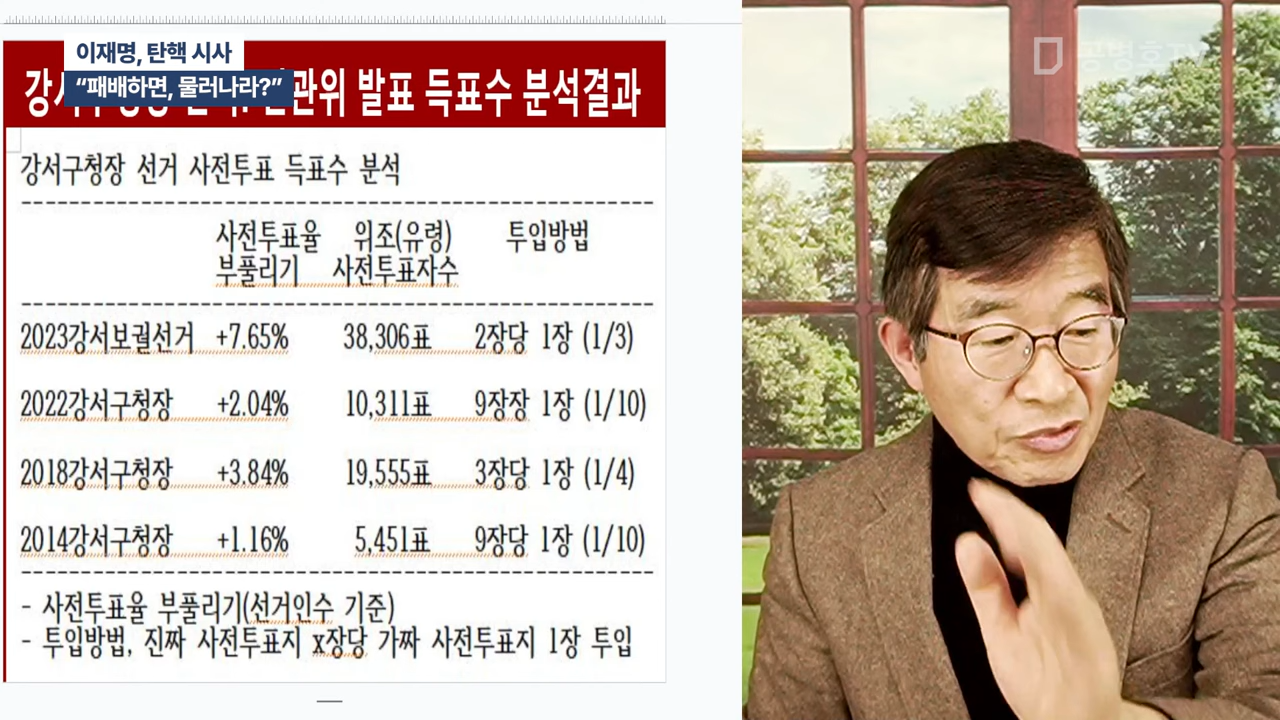 이재명, 탄핵 시사
“패배하면, 물러나라?”
관위 발표 득표수 분석결과
공병호TV
강서구청장 선거 사전투표 득표수 분석
사전투표율 위조(유령) 투입방법
부풀리기 사전투표자수
2023강서보궐선거 +7.65% 38,306표 2장당 1장 (1/3)
2022강서구청장 +2.04% 10,311표 9장장 1장 (1/10)
2018강서구청장 +3.84% 19,555표 3장당 1장 (1/4)
2014강서구청장 +1.16% 5,451표 9장당 1장 (1/10)
- 사전투표율 부풀리기(선거인수 기준)
- 투입방법, 진짜 사전투표지 x장당 가짜 사전투표지 1장 투입